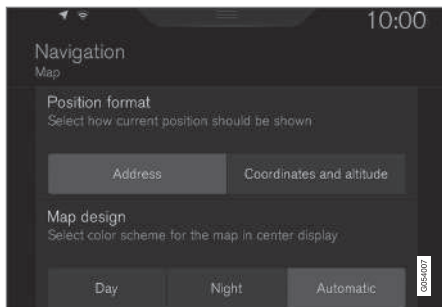 10:00
Navigation
Map
Position format
Select how current position should be shown
Address
Coordinates and altitude
Map design
Select color scheme for the map in center display
Day
Night
Automatic
G054007